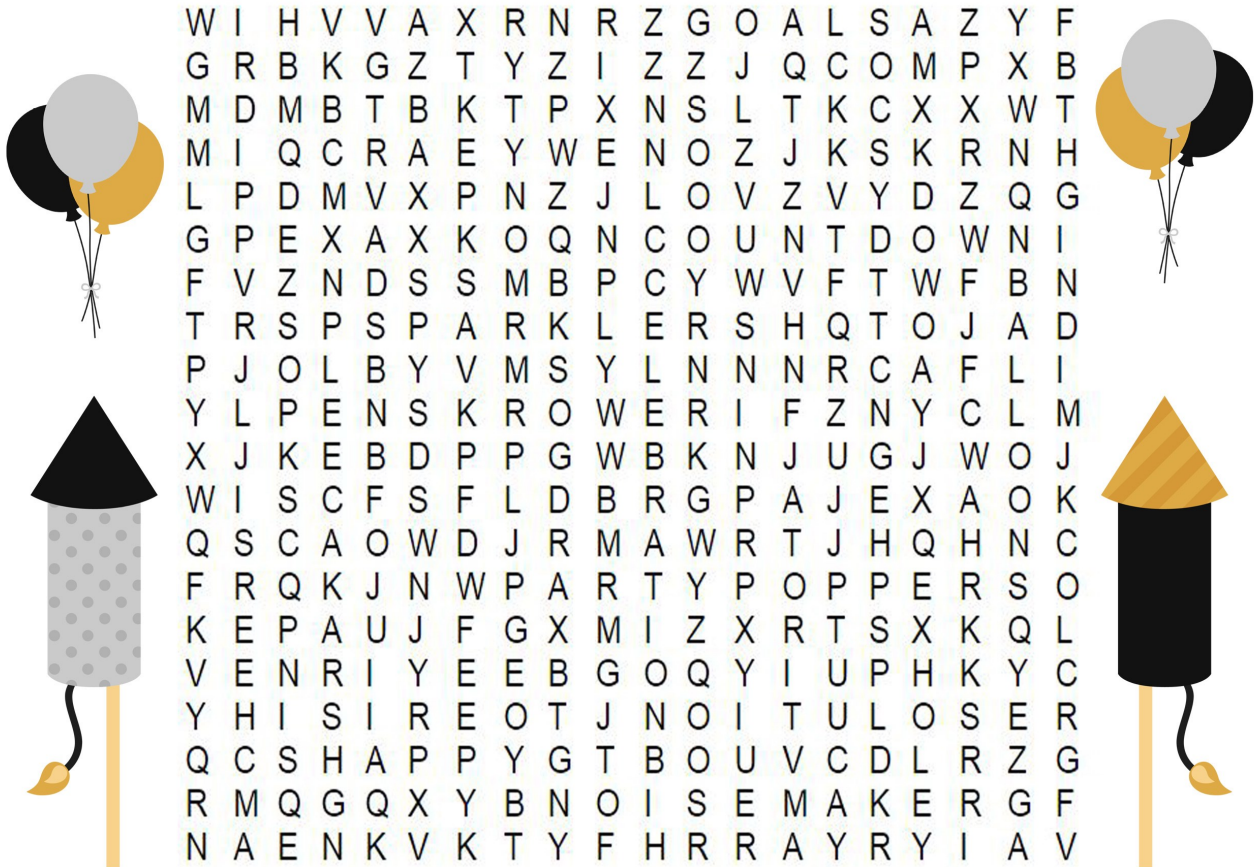 W I H V V A X R N R Z G O A L S A Z Y F
G R B K G Z T Y Z I Z Z J Q C O M P X B
M D M B T B K T P X N S L T K C X X W T
M I Q C R A E Y W E N O Z J K S K R N H
L P D M V X P N Z J L O V Z V Y D Z Q G
G P E X A X K O Q N C O U N T D O W N I
F V Z N D S S M B P C Y W V F T W F B N
T R S P S P A R K L E R S H Q T O J A D
P J O L B Y V M S Y L N N N R C A F L I
Y L P E N S K R O W E R I F Z N Y C L M
X J K E B D P P G W B K N J U G J W O J
W I S C F S F L D B R G P A J E X A O K
Q S C A O W D J R M A W R T J H Q H N C
F R Q K J N W P A R T Y P O P P E R S O
K E P A U J F G X M I Z X R T S X K Q L
V E N R I Y E E B G O Q Y I U P H K Y C
Y H I S I R E O T J N O I T U L O S E R
Q C S H A P P Y G T B O U V C D L R Z G
R M Q G Q X Y B N O I S E M A K E R G F
N A E N K V K T Y F H R R A Y R Y I A V